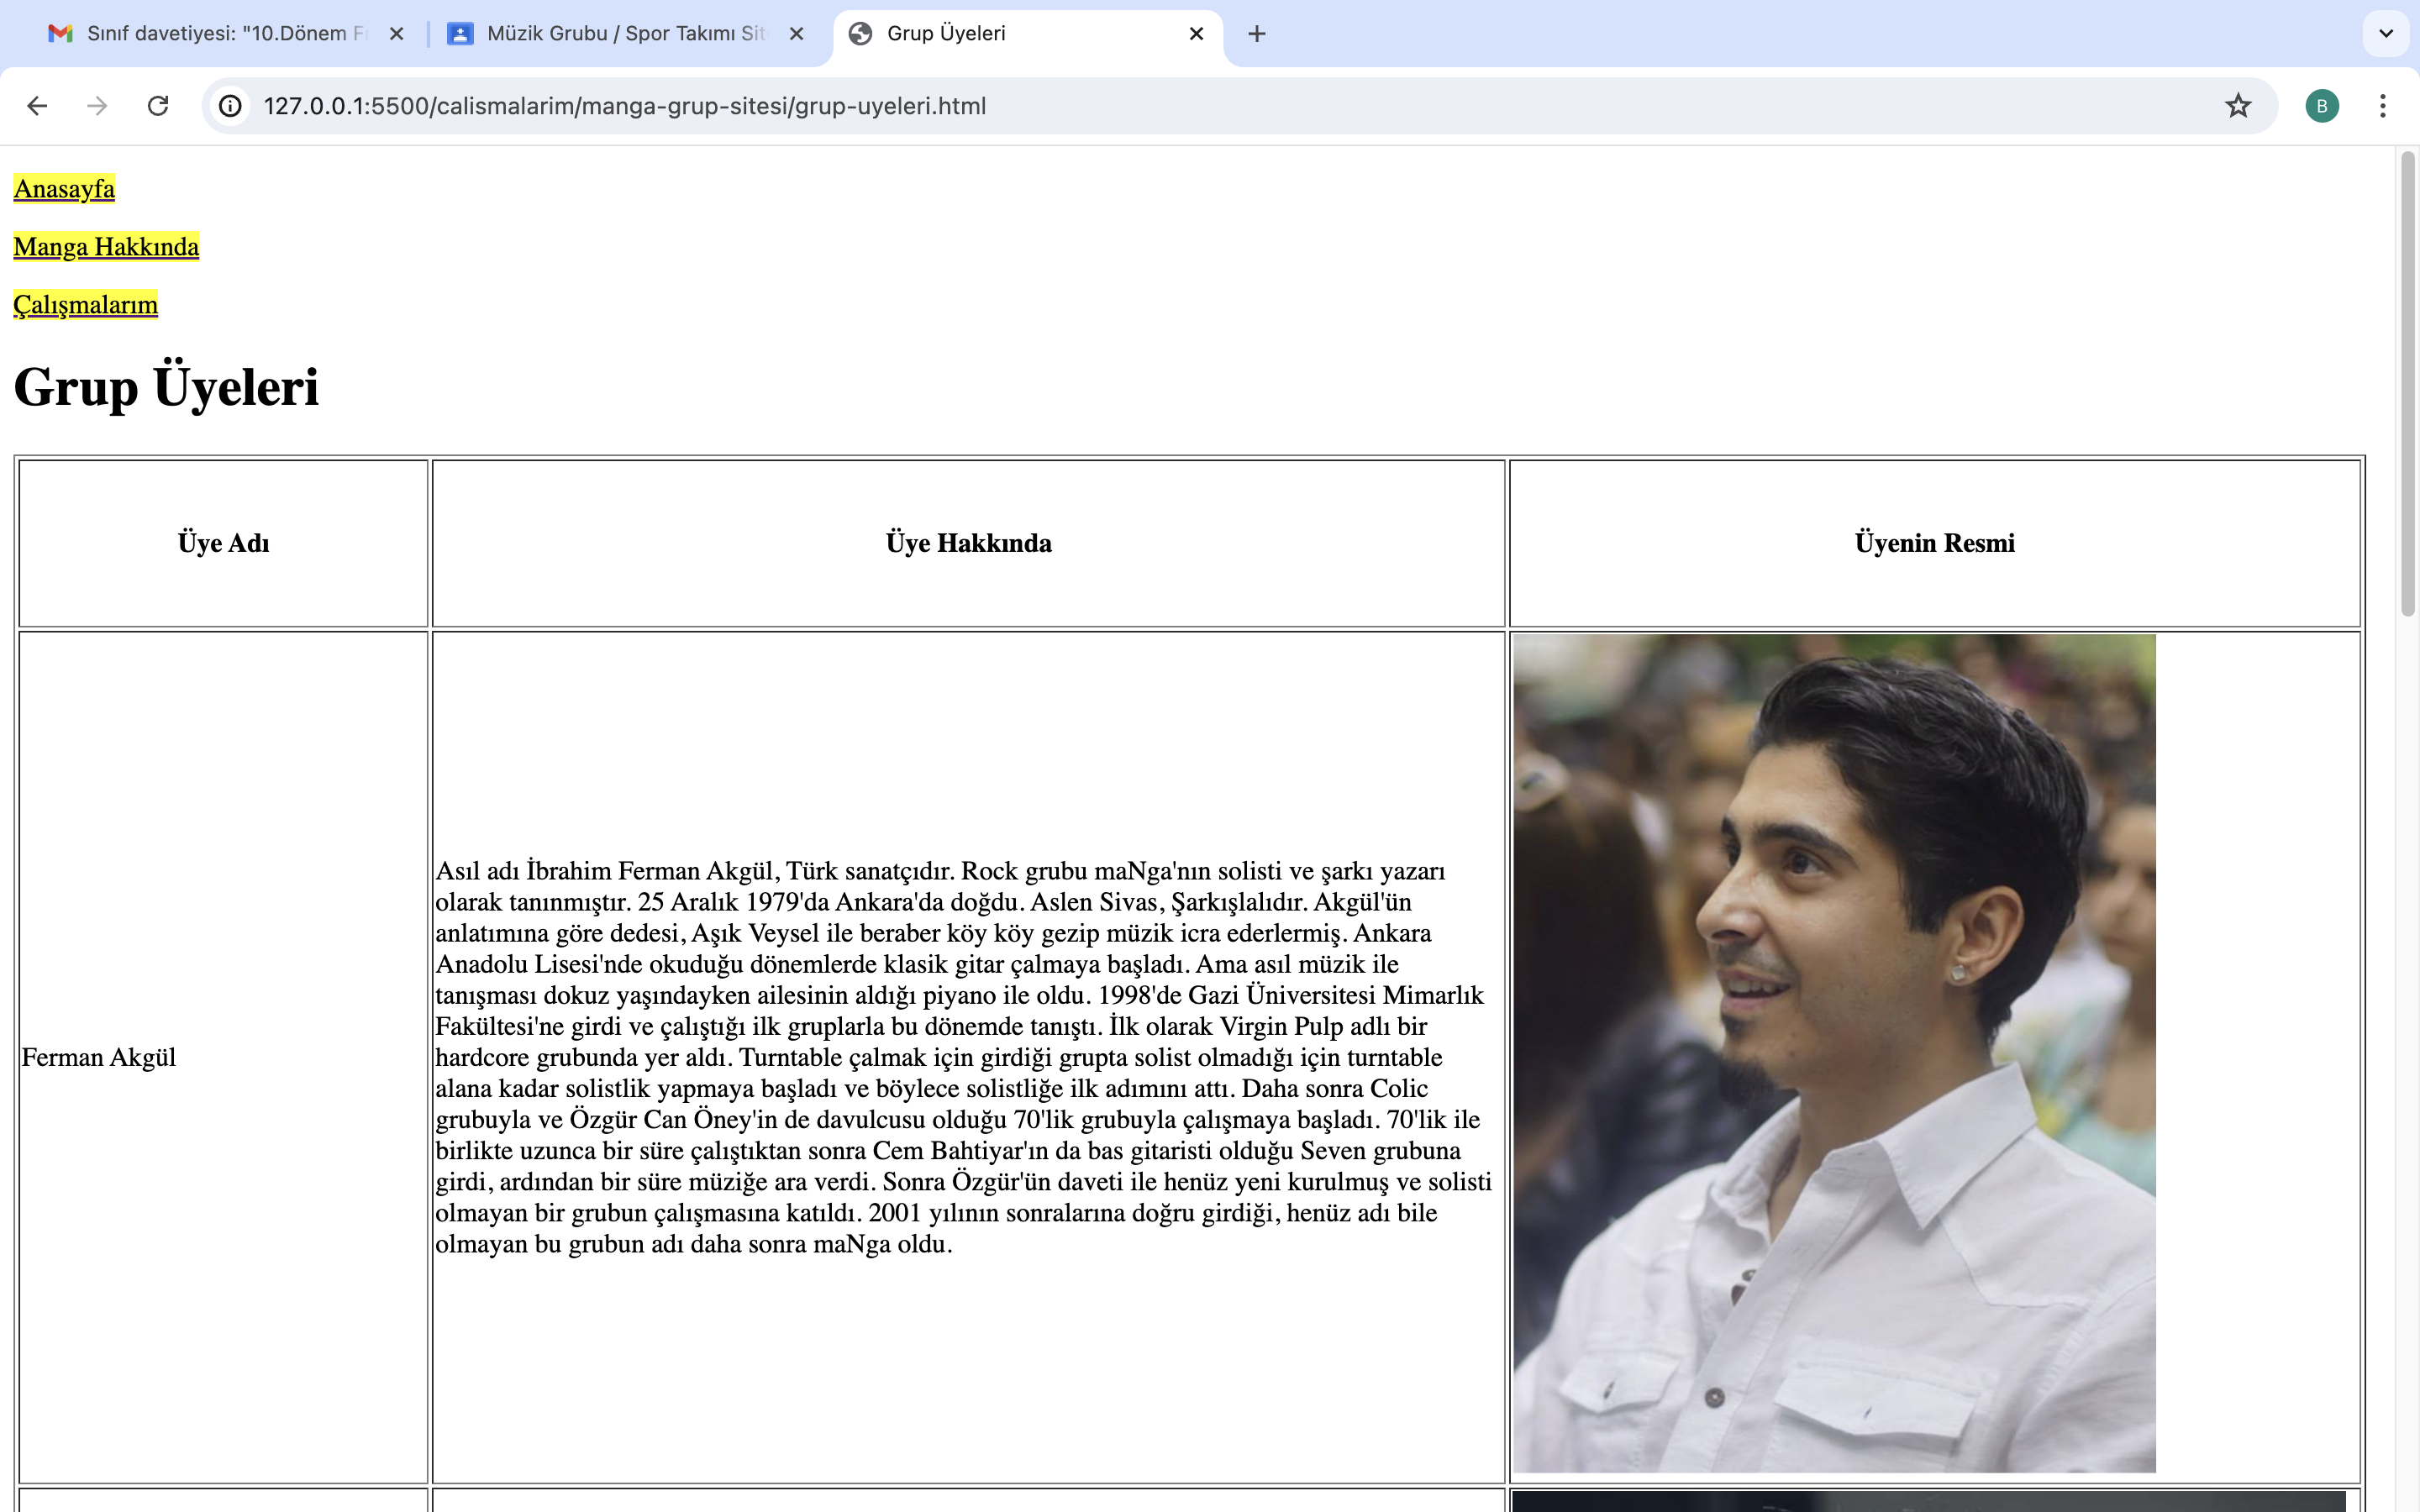 Sınıf davetiyesi: "10.Dönem Fr
Müzik Grubu / Spor Takımı Sit
Grup Üyeleri
127.0.0.1:5500/calismalarim/manga-grup-sitesi/grup-uyeleri.html
B
Anasayfa
Manga Hakkında
Çalışmalarım
Grup Üyeleri
Üye Adı
Üye Hakkında
Üyenin Resmi
Ferman Akgül
Asıl adı İbrahim Ferman Akgül, Türk sanatçıdır. Rock grubu maNga'nın solisti ve şarkı yazarı
olarak tanınmıştır. 25 Aralık 1979'da Ankara'da doğdu. Aslen Sivas, Şarkışlalıdır. Akgül'ün
anlatımına göre dedesi, Aşık Veysel ile beraber köy köy gezip müzik icra ederlermiş. Ankara
Anadolu Lisesi'nde okuduğu dönemlerde klasik gitar çalmaya başladı. Ama asıl müzik ile
tanışması dokuz yaşındayken ailesinin aldığı piyano ile oldu. 1998'de Gazi Üniversitesi Mimarlık
Fakültesi'ne girdi ve çalıştığı ilk gruplarla bu dönemde tanıştı. İlk olarak Virgin Pulp adlı bir
hardcore grubunda yer aldı. Turntable çalmak için girdiği grupta solist olmadığı için turntable
alana kadar solistlik yapmaya başladı ve böylece solistliğe ilk adımını attı. Daha sonra Colic
grubuyla ve Özgür Can Öney'in de davulcusu olduğu 70'lik grubuyla çalışmaya başladı. 70'lik ile
birlikte uzunca bir süre çalıştıktan sonra Cem Bahtiyar'ın da bas gitaristi olduğu Seven grubuna
girdi, ardından bir süre müziğe ara verdi. Sonra Özgür'ün daveti ile henüz yeni kurulmuş ve solisti
olmayan bir grubun çalışmasına katıldı. 2001 yılının sonralarına doğru girdiği, henüz adı bile
olmayan bu grubun adı daha sonra maNga oldu.